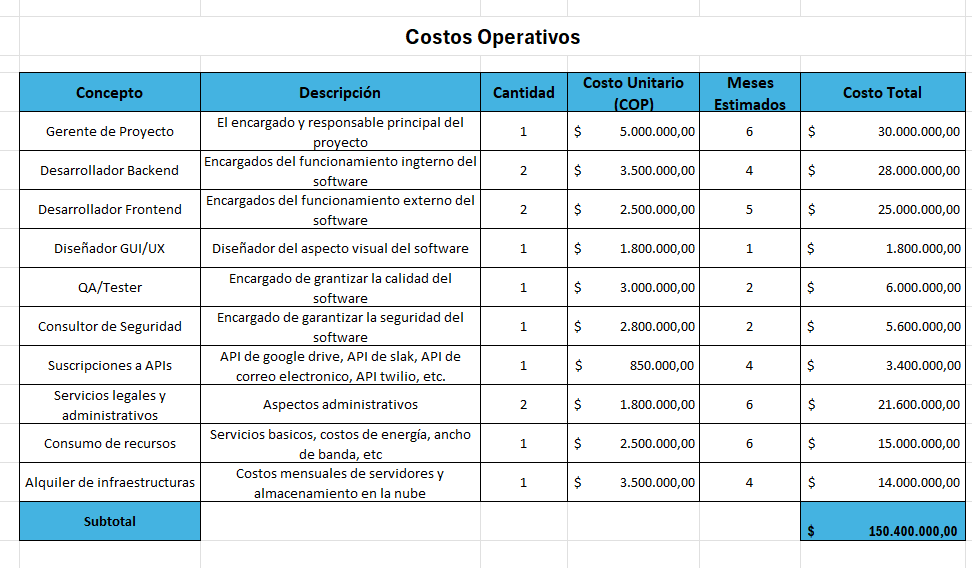 Costos Operativos
Concepto Descripción Cantidad Costo Unitario (COP) Meses Estimados Costo Total
Gerente de Proyecto El encargado y responsable principal del proyecto 1 $ 5.000.000,00 6 $ 30.000.000,00
Desarrollador Backend Encargados del funcionamiento ingterno del software 2 $ 3.500.000,00 4 $ 28.000.000,00
Desarrollador Frontend Encargados del funcionamiento externo del software 2 $ 2.500.000,00 5 $ 25.000.000,00
Diseñador GUI/UX Diseñador del aspecto visual del software 1 $ 1.800.000,00 1 $ 1.800.000,00
QA/Tester Encargado de grantizar la calidad del software 1 $ 3.000.000,00 2 $ 6.000.000,00
Consultor de Seguridad Encargado de garantizar la seguridad del software 1 $ 2.800.000,00 2 $ 5.600.000,00
Suscripciones a APIs API de google drive, API de slak, API de correo electronico, API twilio, etc. 1 $ 850.000,00 4 $ 3.400.000,00
Servicios legales y administrativos Aspectos administrativos 2 $ 1.800.000,00 6 $ 21.600.000,00
Consumo de recursos Servicios basicos, costos de energía, ancho de banda, etc 1 $ 2.500.000,00 6 $ 15.000.000,00
Alquiler de infraestructuras Costos mensuales de servidores y almacenamiento en la nube 1 $ 3.500.000,00 4 $ 14.000.000,00
Subtotal $ 150.400.000,00